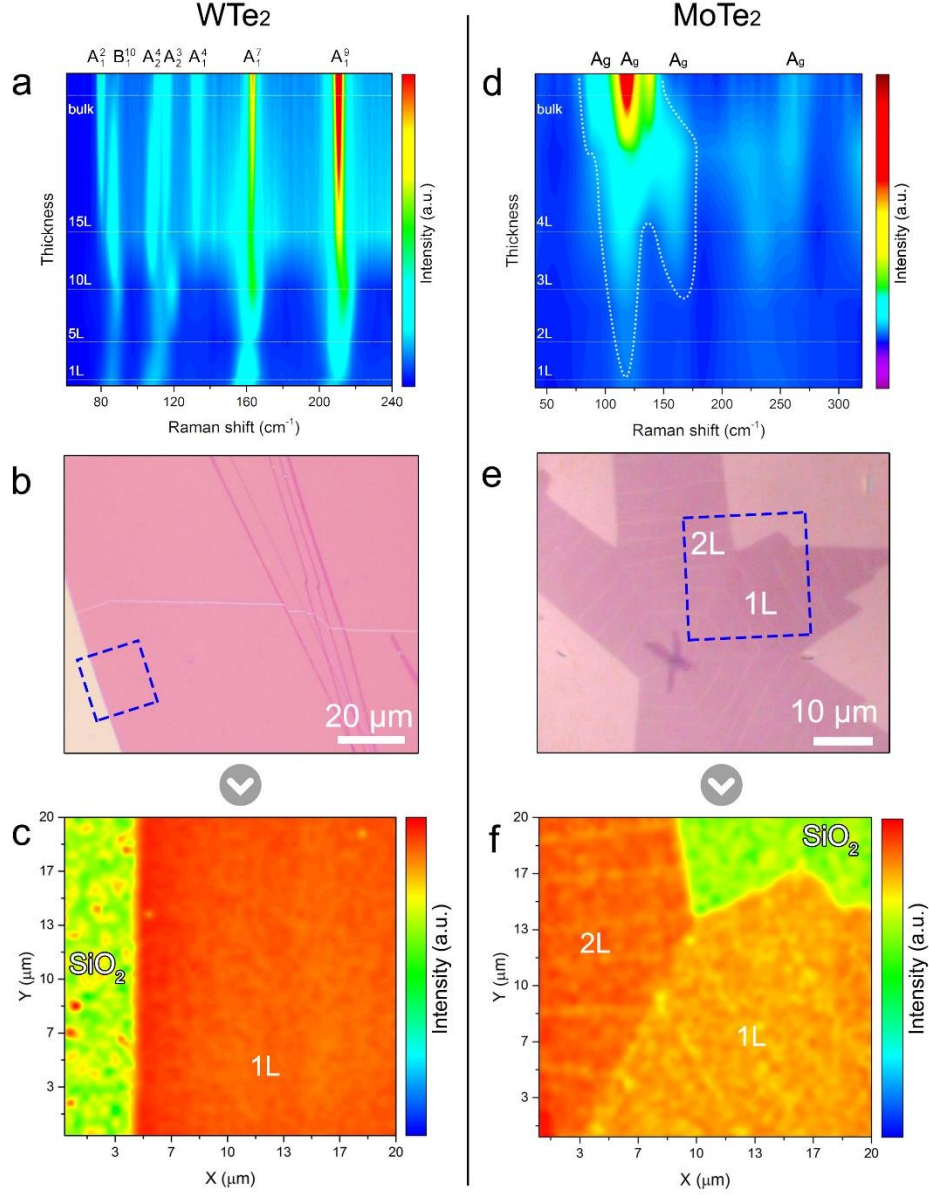 WTe₂
MoTe₂
a
A₁² B₁¹⁰ A₂⁴ A₂³ A₁⁴ A₁⁷ A₁⁹
bulk
15L
10L
5L
1L
Thickness
80 120 160 200 240
Raman shift (cm⁻¹)
Intensity (a.u.)
d
Ag Ag Ag Ag
bulk
4L
3L
2L
1L
Thickness
50 100 150 200 250 300
Raman shift (cm⁻¹)
Intensity (a.u.)
b
20 µm
e
2L
1L
10 µm
c
20
17
13
10
7
3
Y (µm)
SiO₂
1L
3 7 10 13 17 20
X (µm)
Intensity (a.u.)
f
20
17
13
10
7
3
Y (µm)
SiO₂
2L
1L
3 7 10 13 17 20
X (µm)
Intensity (a.u.)